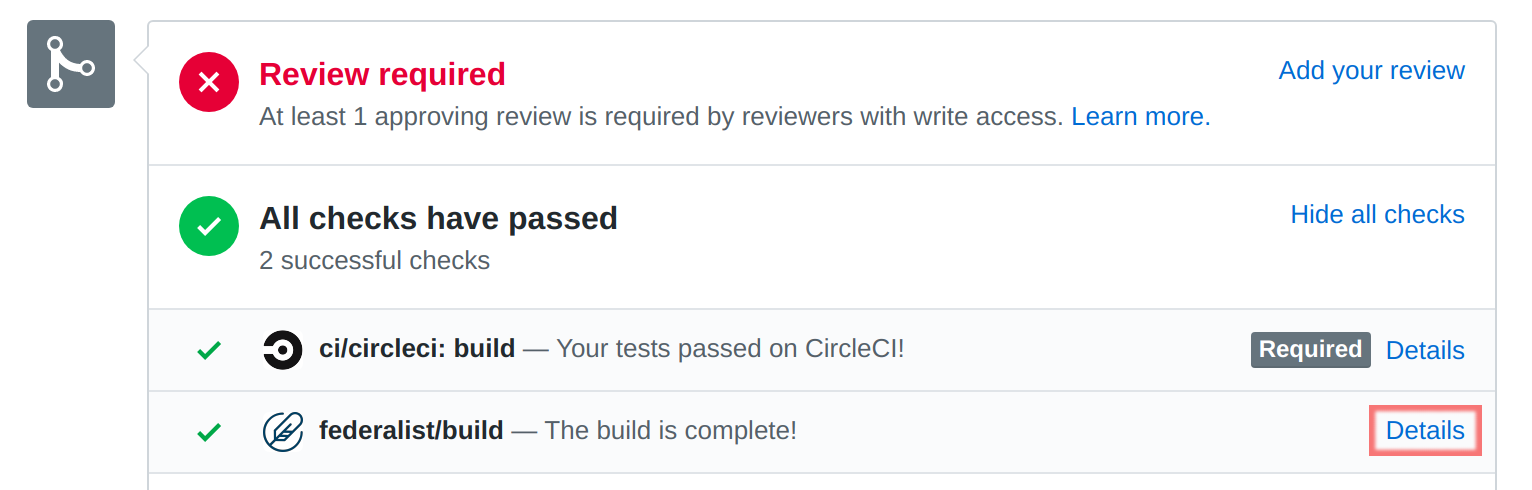 Review required
Add your review
At least 1 approving review is required by reviewers with write access. Learn more.
All checks have passed
Hide all checks
2 successful checks
ci/circleci: build — Your tests passed on CircleCI!
Required
Details
federalist/build — The build is complete!
Details